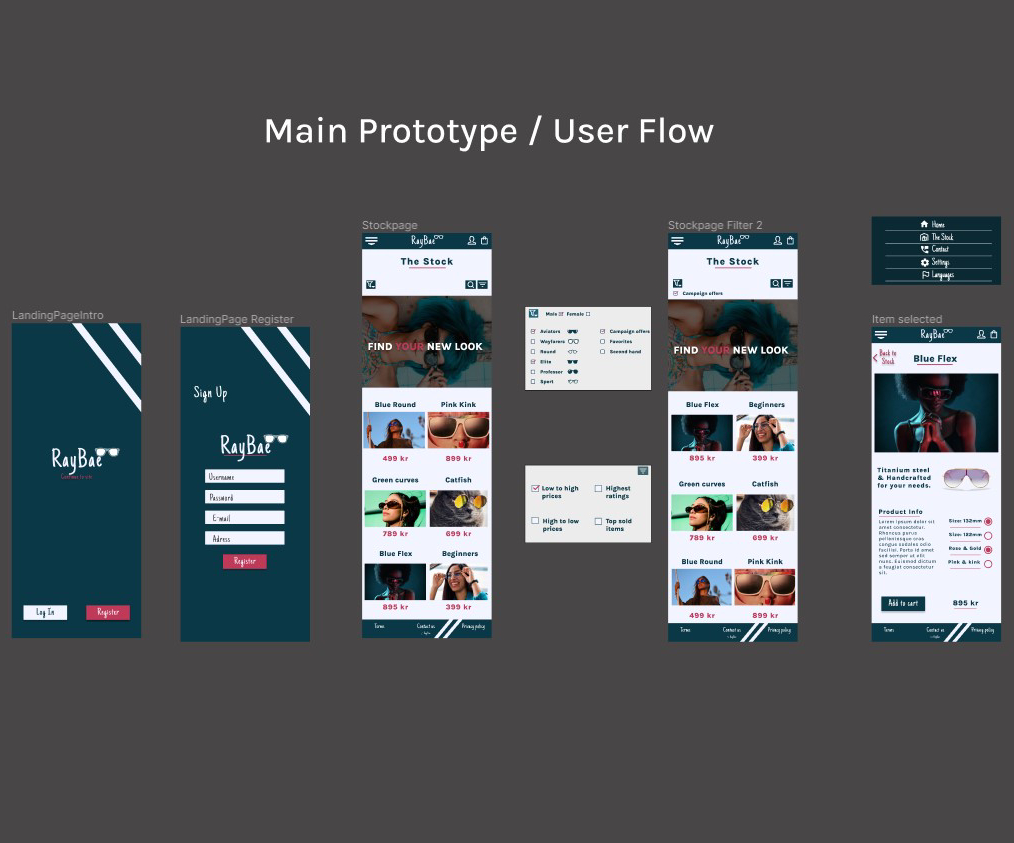 Main Prototype / User Flow
LandingPageIntro
RayBae
Log In
Register
LandingPage Register
Sign Up
RayBae
Username
Password
E-mail
Adress
Register
Stockpage
RayBae
The Stock
FIND YOUR NEW LOOK
Blue Round
Pink Kink
499 kr
899 kr
Green curves
Catfish
789 kr
699 kr
Blue Flex
Beginners
895 kr
399 kr
Terms
Contact us
Privacy policy
Male
Female
Aviators
Campaign offers
Wayfarers
Favorites
Round
Second hand
Elite
Professor
Sport
Low to high
prices
Highest
ratings
High to low
prices
Top sold
items
Stockpage Filter 2
RayBae
The Stock
Campaign offers
FIND YOUR NEW LOOK
Blue Flex
Beginners
895 kr
399 kr
Green curves
Catfish
789 kr
699 kr
Blue Round
Pink Kink
499 kr
899 kr
Terms
Contact us
Privacy policy
Home
The Stock
Contact
Settings
Languages
Item selected
RayBae
Back to
Stock
Blue Flex
Titanium steel
& Handcrafted
for your needs.
Product Info
Lorem ipsum dolor sit
amet consectetur.
Rhoncus purus
pellentesque cras
congue sodales odio
facilisi. Porta id amet
sed semper ut elit
nunc. Euismod dictum
a feugiat consectetur
sit.
Size: 132mm
Size: 152mm
Rose & Gold
Pink & kink
Add to cart
895 kr
Terms
Contact us
Privacy policy